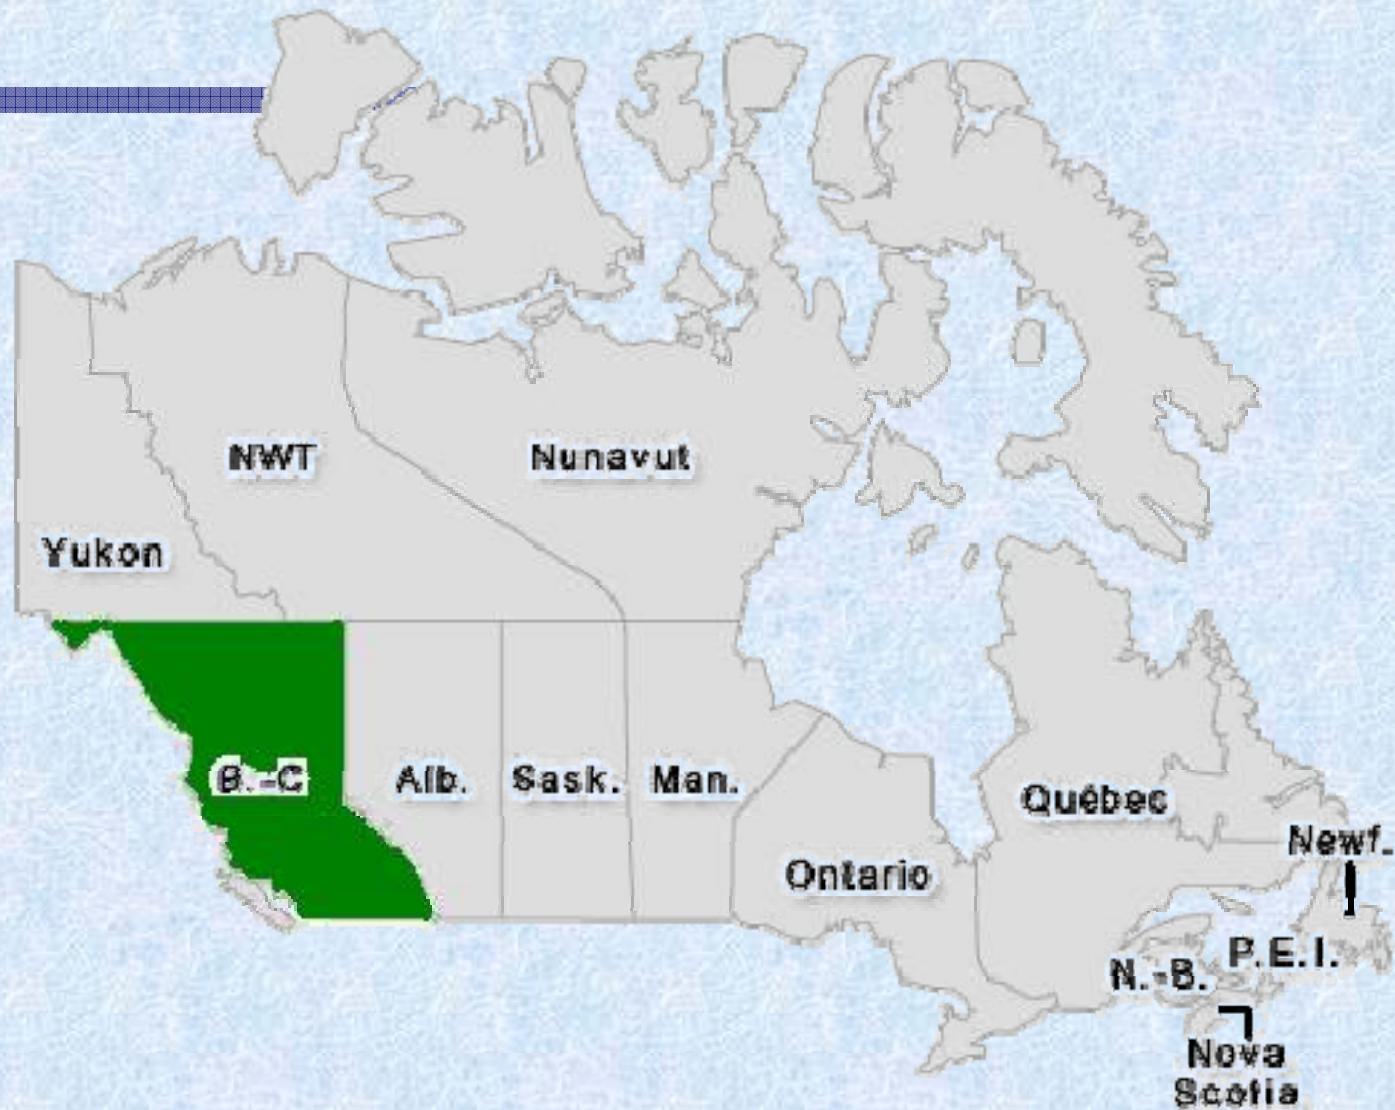 NWT
Nunavut
Yukon
B.-C
Alb.
Sask.
Man.
Québec
Newf.
Ontario
P.E.I.
N.-B.
Nova
Scotia